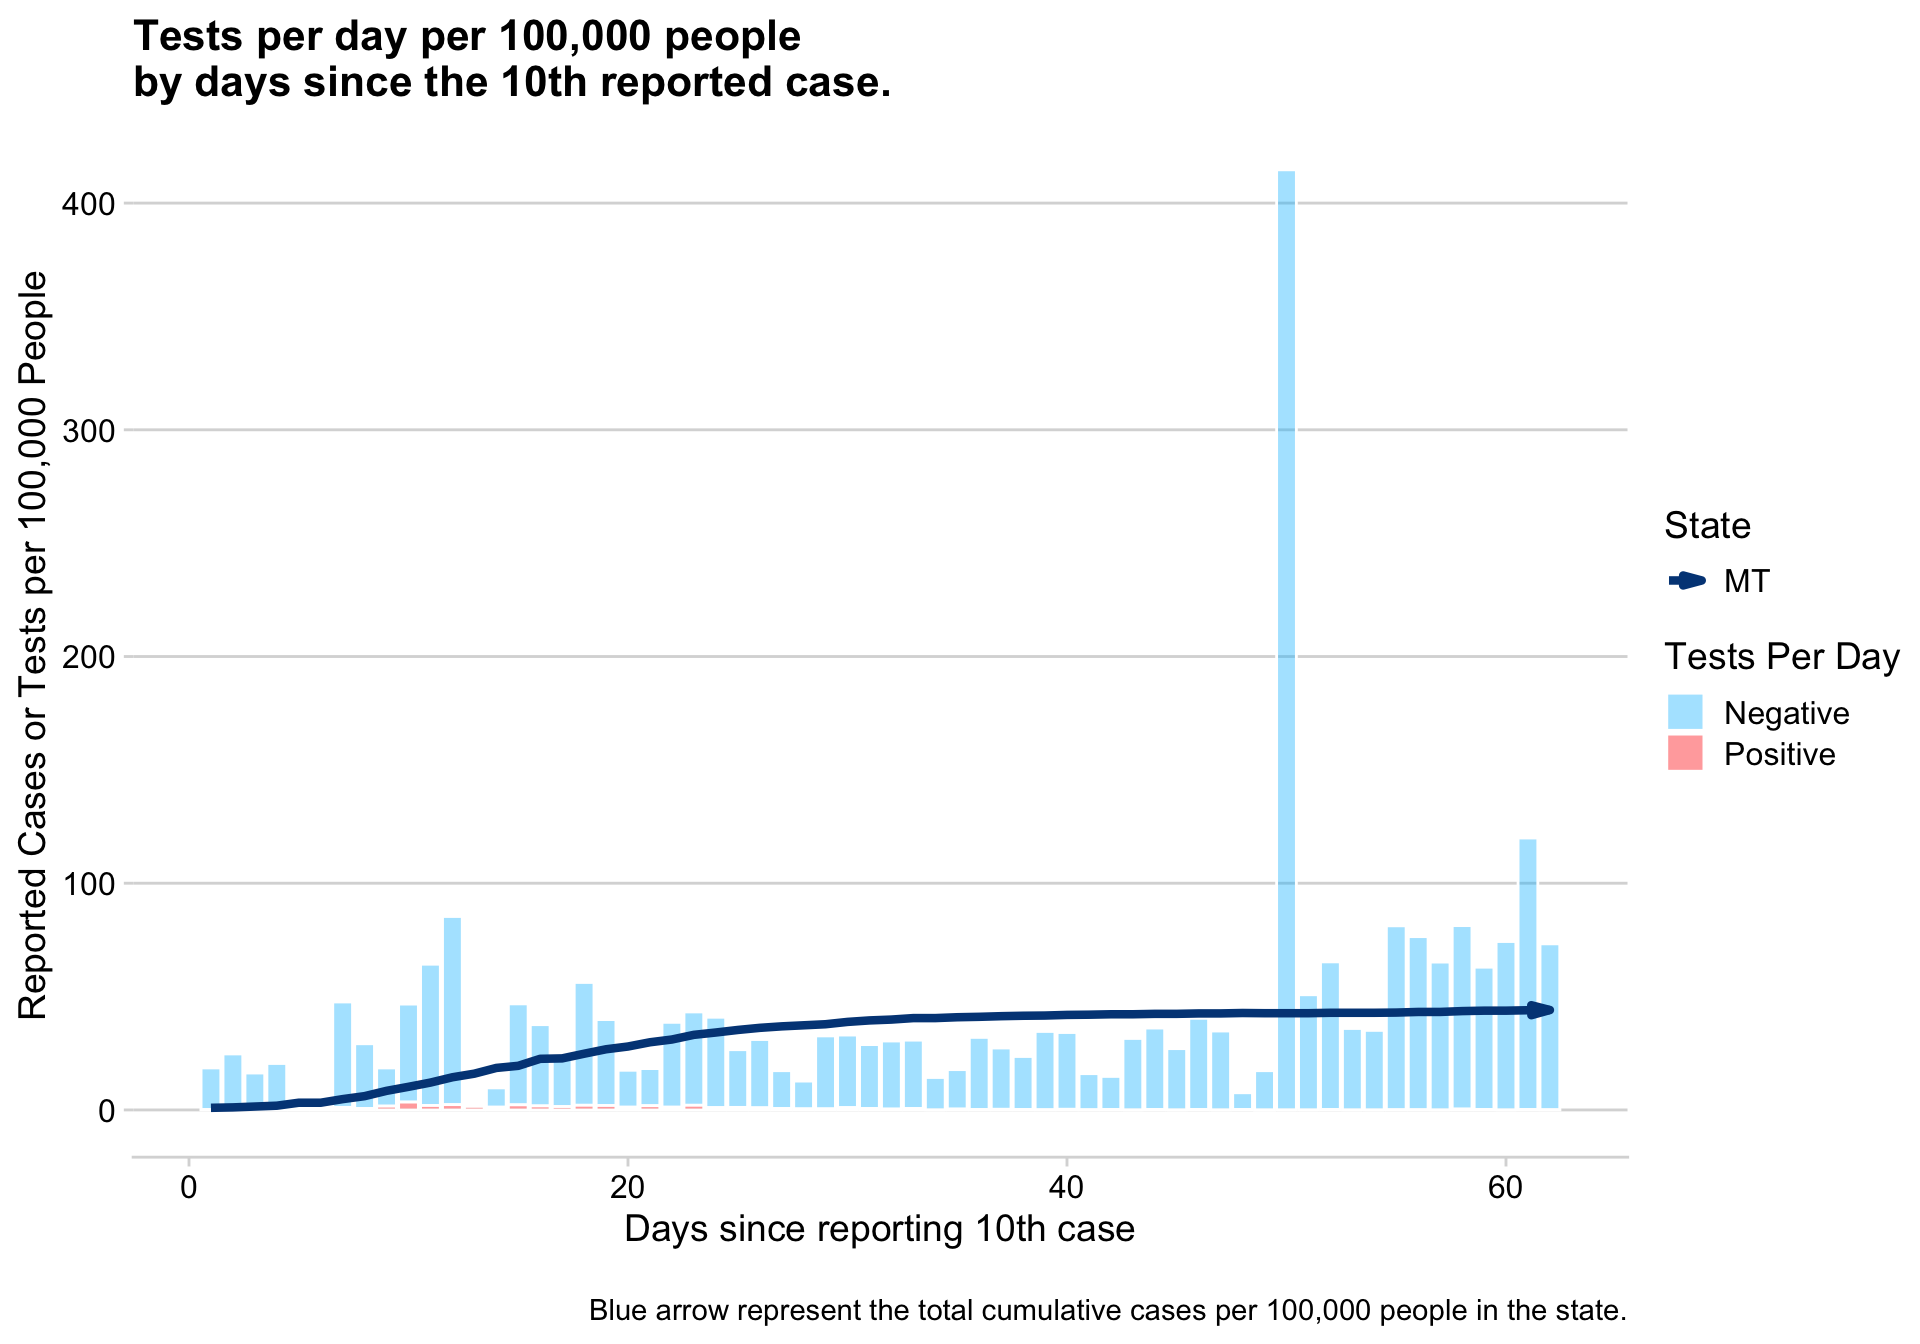 Tests per day per 100,000 people
by days since the 10th reported case.
Reported Cases or Tests per 100,000 People
400
300
200
100
0
0
20
40
60
Days since reporting 10th case
State
MT
Tests Per Day
Negative
Positive
Blue arrow represent the total cumulative cases per 100,000 people in the state.